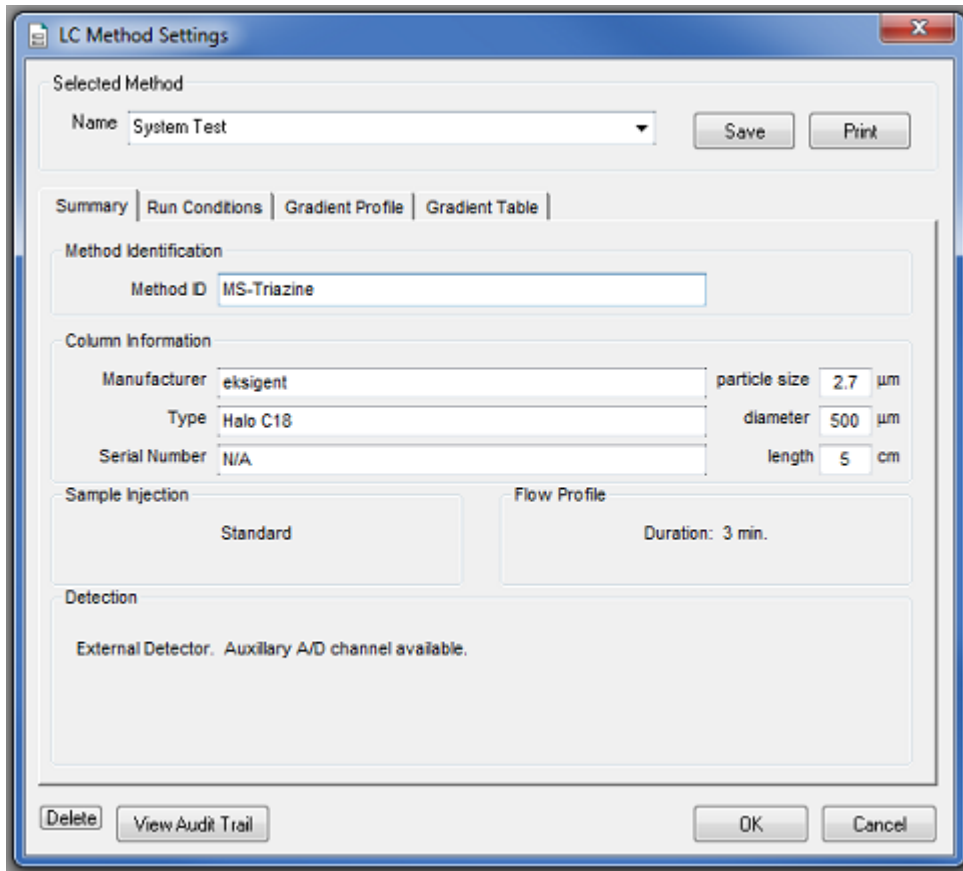 LC Method Settings
Selected Method
Name System Test Save Print
Summary Run Conditions Gradient Profile Gradient Table
Method Identification
Method ID MS-Triazine
Column Information
Manufacturer eksigent particle size 2.7 µm
Type Halo C18 diameter 500 µm
Serial Number N/A length 5 cm
Sample Injection Flow Profile
Standard Duration: 3 min.
Detection
External Detector. Auxillary A/D channel available.
Delete View Audit Trail OK Cancel